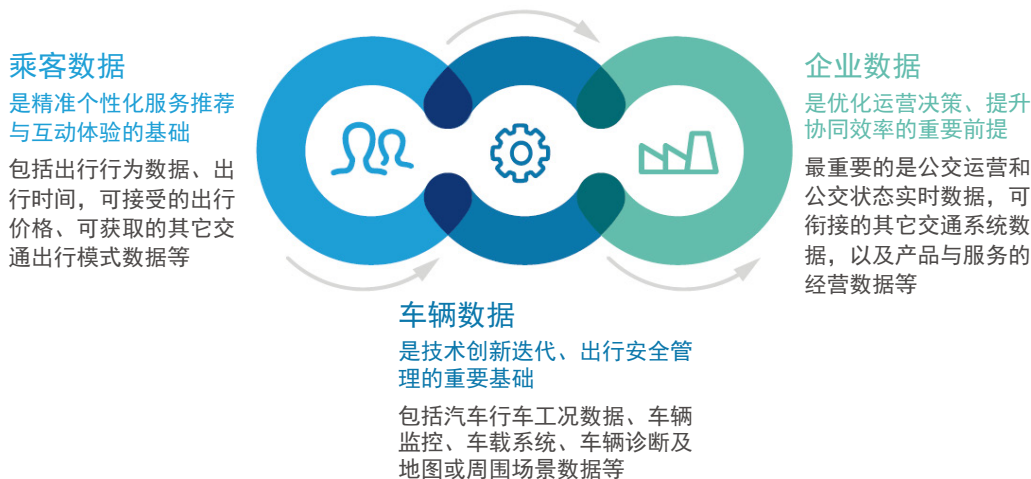 乘客数据
是精准个性化服务推荐
与互动体验的基础
包括出行行为数据、出
行时间，可接受的出行
价格、可获取的其它交
通出行模式数据等
车辆数据
是技术创新迭代、出行安全管
理的重要基础
包括汽车行车工况数据、车辆
监控、车载系统、车辆诊断及
地图或周围场景数据等
企业数据
是优化运营决策、提升
协同效率的重要前提
最重要的是公交运营和
公交状态实时数据，可
衔接的其它交通系统数
据，以及产品与服务的
经营数据等